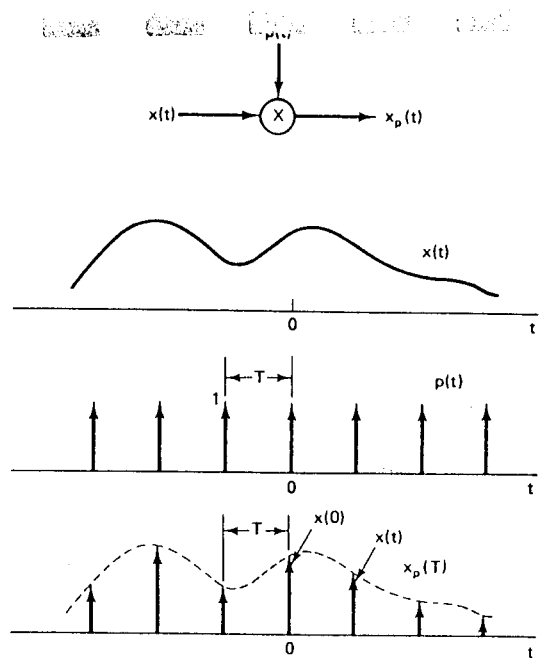 p(t)
x(t) X x_p(t)
x(t)
0 t
T p(t)
1
0 t
T x(0)
x(t)
x_p(T)
0 t